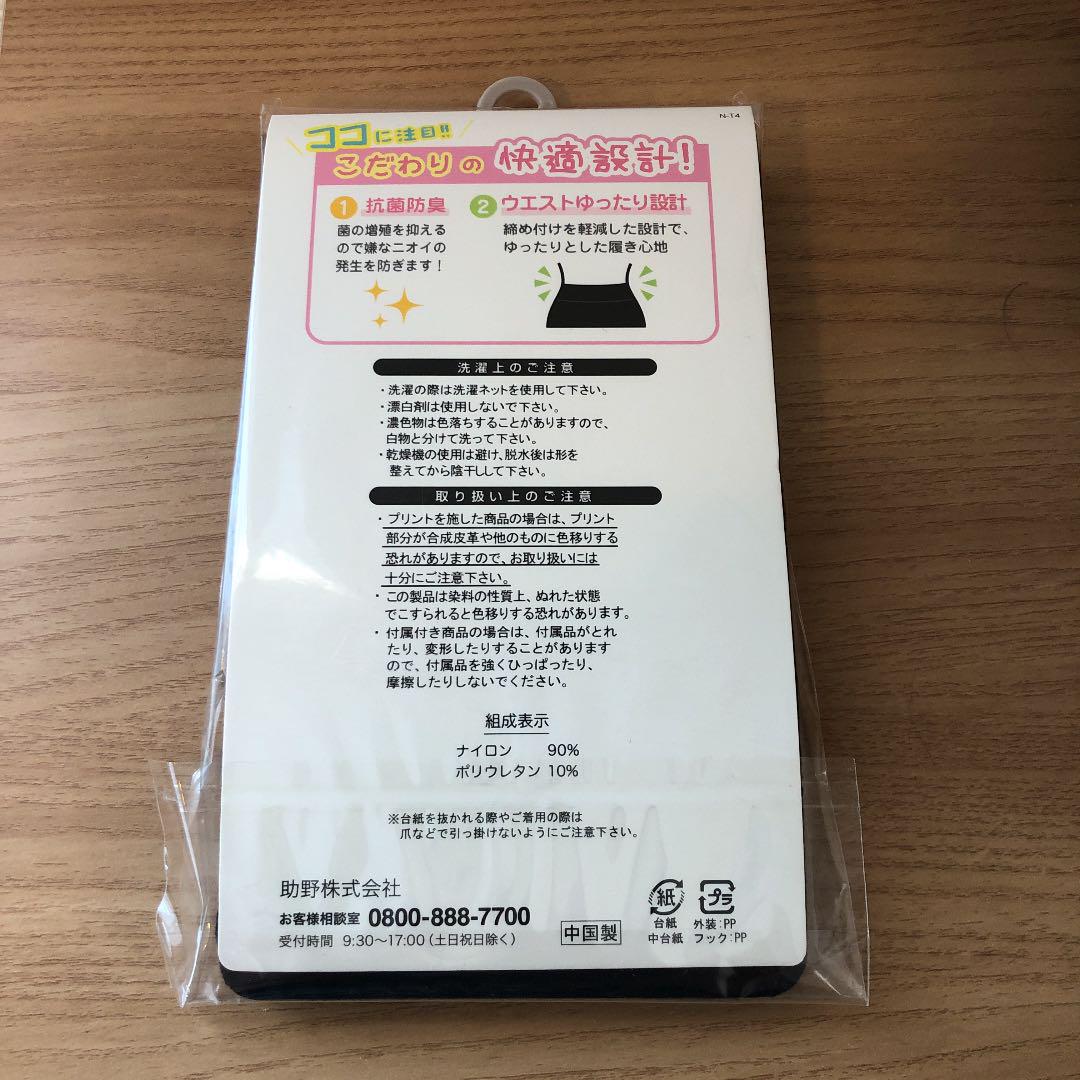 N-14
ココに注目!!
こだわりの 快適設計!
1 抗菌防臭
菌の増殖を抑える
ので嫌なニオイの
発生を防ぎます!
2 ウエストゆったり設計
締め付けを軽減した設計で、
ゆったりとした履き心地
洗濯上のご注意
・洗濯の際は洗濯ネットを使用して下さい。
・漂白剤は使用しないで下さい。
・濃色物は色落ちすることがありますので、
白物と分けて洗って下さい。
・乾燥機の使用は避け、脱水後は形を
整えてから陰干しして下さい。
取り扱い上のご注意
・プリントを施した商品の場合は、プリント
部分が合成皮革や他のものに色移りする
恐れがありますので、お取り扱いには
十分にご注意下さい。
・この製品は染料の性質上、ぬれた状態
でこすられると色移りする恐れがあります。
・付属付き商品の場合は、付属品がとれ
たり、変形したりすることがあります
ので、付属品を強くひっぱったり、
摩擦したりしないでください。
組成表示
ナイロン 90%
ポリウレタン 10%
※台紙を抜かれる際やご着用の際は
爪などで引っ掛けないようにご注意下さい。
助野株式会社
お客様相談室 0800-888-7700
受付時間 9:30〜17:00(土日祝日除く)
中国製
紙
台紙
中台紙
プラ
外装:PP
フック:PP